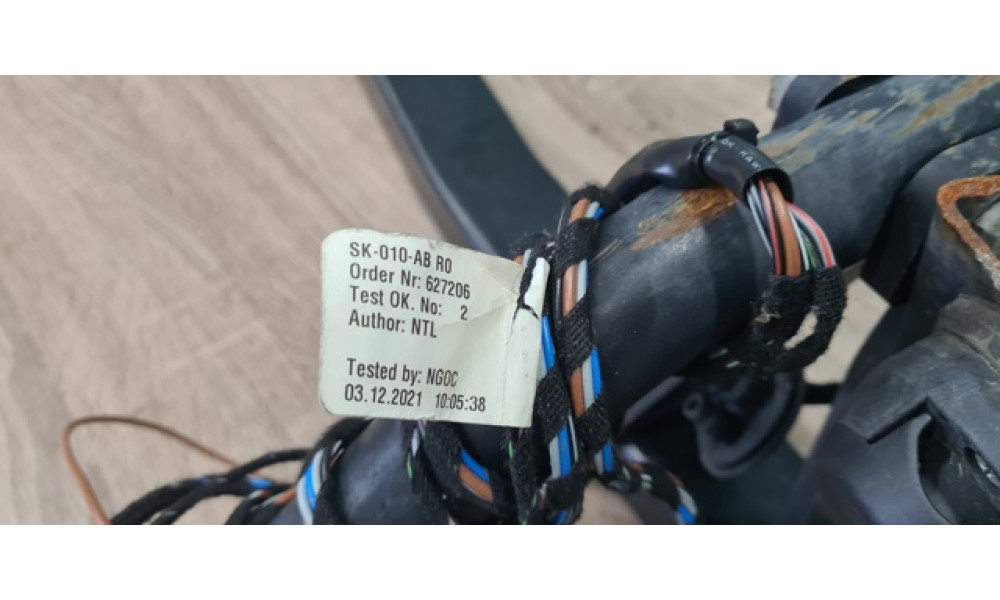 SK-010-AB R0
Order Nr: 627206
Test OK. No: 2
Author: NTL
Tested by: NGOC
03.12.2021 10:05:38